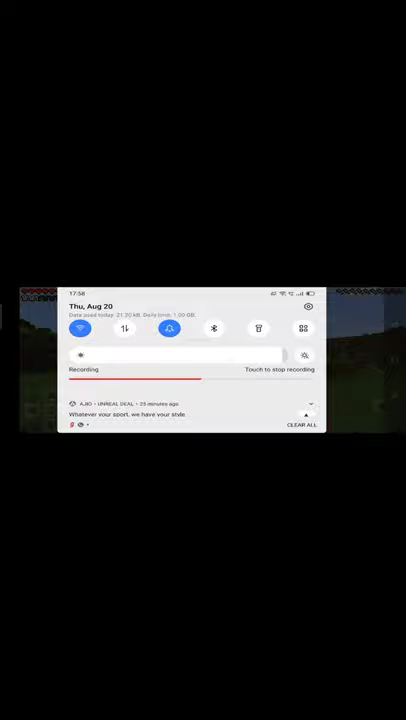 17:58
Thu, Aug 20
Data used today: 21.20 kB. Daily limit: 1.00 GB.
Recording
Touch to stop recording
AJIO • UNREAL DEAL • 25 minutes ago
Whatever your sport, we have your style.
CLEAR ALL